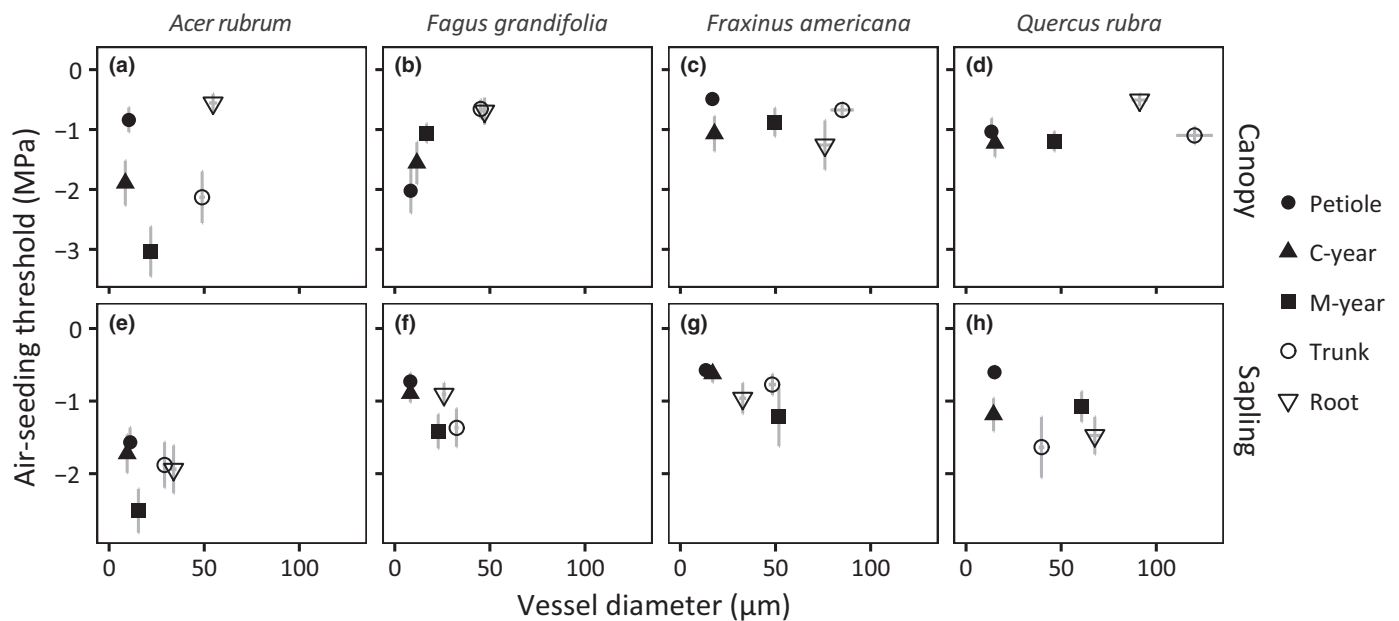 Acer rubrum Fagus grandifolia Fraxinus americana Quercus rubra
(a) (b) (c) (d)
0
−1
−2
−3
Canopy
(e) (f) (g) (h)
0
−1
−2
Sapling
Air-seeding threshold (MPa)
0 50 100 0 50 100 0 50 100 0 50 100
Vessel diameter (μm)
Petiole
C-year
M-year
Trunk
Root